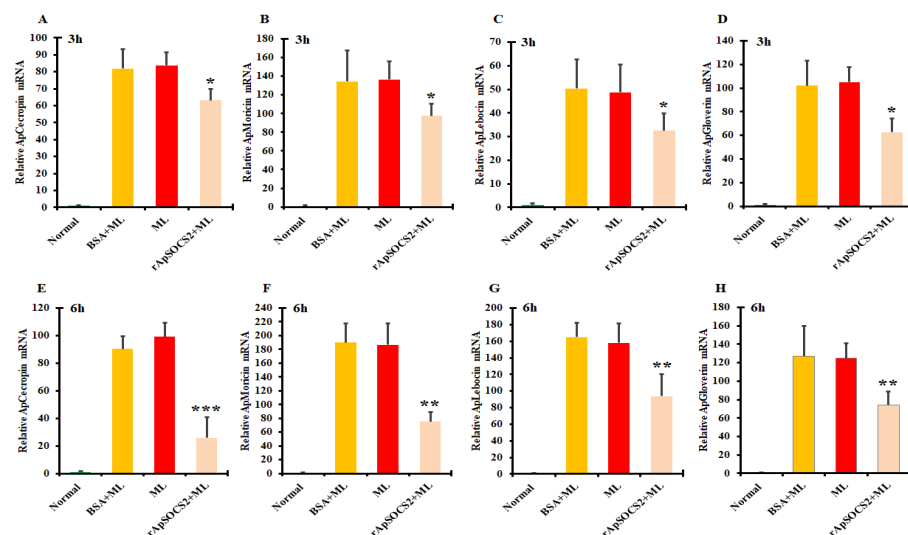 A
3h
Relative ApCecropin mRNA
100
90
80
70
60
50
40
30
20
10
0
*
Normal
BSA+ML
ML
rApSOCS2+ML
B
3h
Relative ApMoricin mRNA
180
160
140
120
100
80
60
40
20
0
*
Normal
BSA+ML
ML
rApSOCS2+ML
C
3h
Relative ApLebocin mRNA
70
60
50
40
30
20
10
0
*
Normal
BSA+ML
ML
rApSOCS2+ML
D
3h
Relative ApGloverin mRNA
140
120
100
80
60
40
20
0
*
Normal
BSA+ML
ML
rApSOCS2+ML
E
6h
Relative ApCecropin mRNA
120
100
80
60
40
20
0
***
Normal
BSA+ML
ML
rApSOCS2+ML
F
6h
Relative ApMoricin mRNA
240
220
200
180
160
140
120
100
80
60
40
20
0
**
Normal
BSA+ML
ML
rApSOCS2+ML
G
6h
Relative ApLebocin mRNA
200
180
160
140
120
100
80
60
40
20
0
**
Normal
BSA+ML
ML
rApSOCS2+ML
H
6h
Relative ApGloverin mRNA
180
160
140
120
100
80
60
40
20
0
**
Normal
BSA+ML
ML
rApSOCS2+ML